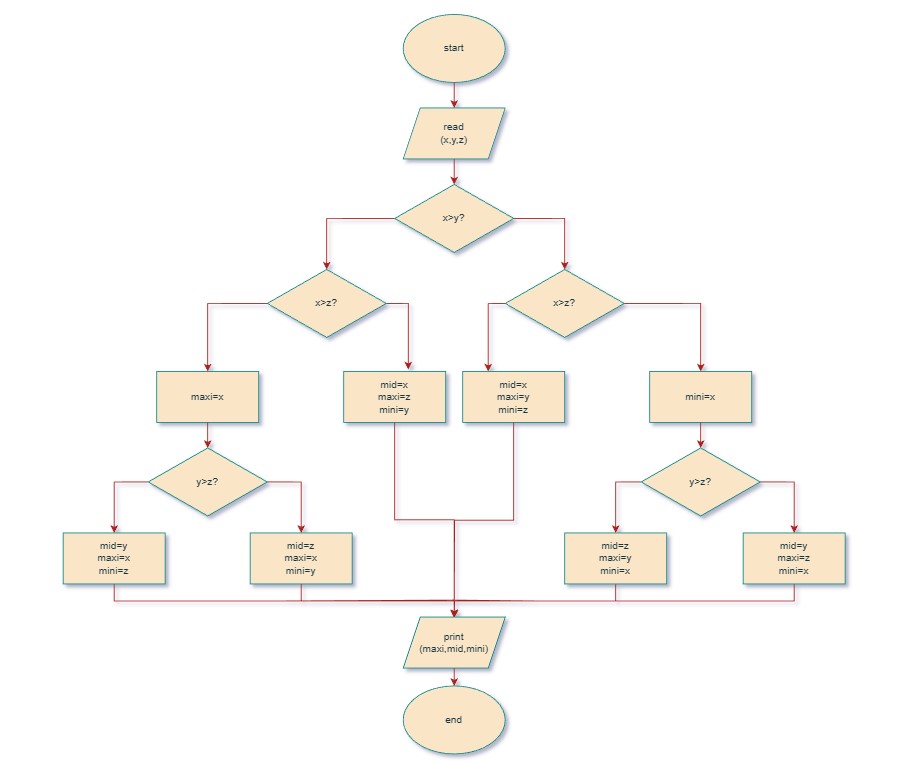 start
read
(x,y,z)
x>y?
x>z?
x>z?
maxi=x
mid=x
maxi=z
mini=y
mid=x
maxi=y
mini=z
mini=x
y>z?
y>z?
mid=y
maxi=x
mini=z
mid=z
maxi=x
mini=y
mid=z
maxi=y
mini=x
mid=y
maxi=z
mini=x
print
(maxi,mid,mini)
end